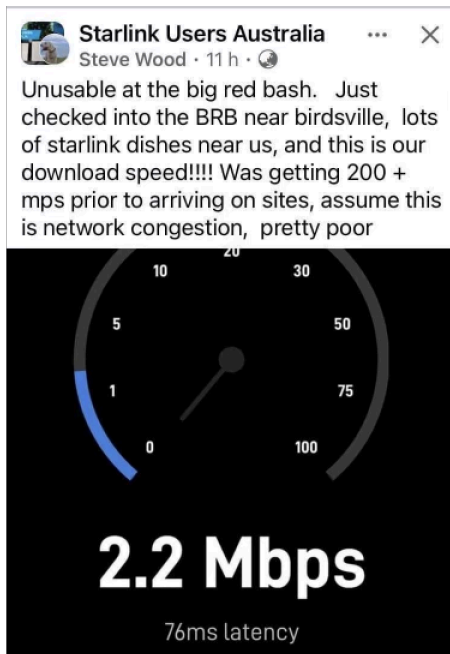 Starlink Users Australia
Steve Wood · 11 h ·
Unusable at the big red bash. Just
checked into the BRB near birdsville, lots
of starlink dishes near us, and this is our
download speed!!!! Was getting 200 +
mps prior to arriving on sites, assume this
is network congestion, pretty poor
20
10 30
5 50
1 75
0 100
2.2 Mbps
76ms latency